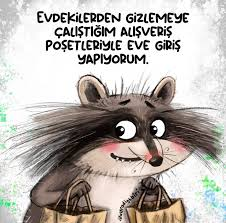 EVDEKİLERDEN GİZLEMEYE
ÇALIŞTIĞIM ALIŞVERİŞ
POŞETLERİYLE EVE GİRİŞ
YAPIYORUM.